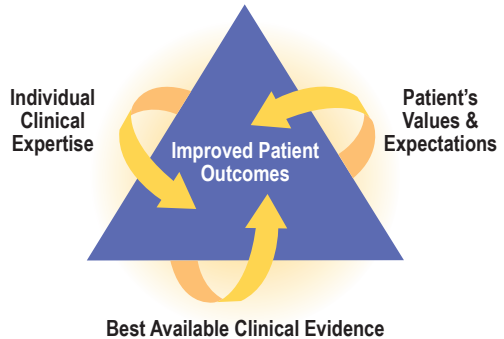 Individual
Clinical
Expertise
Patient's
Values &
Expectations
Improved Patient
Outcomes
Best Available Clinical Evidence